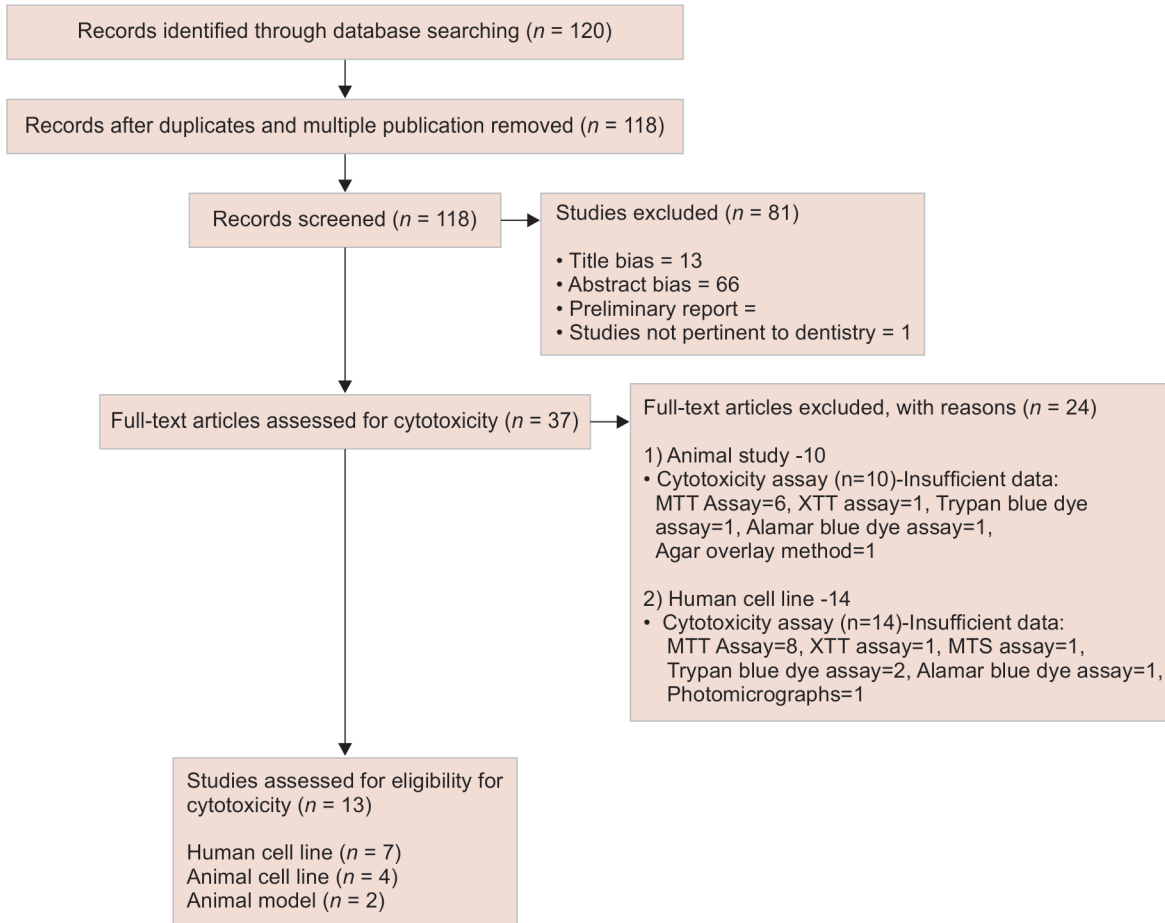 Records identified through database searching (n = 120)
Records after duplicates and multiple publication removed (n = 118)
Records screened (n = 118)
Studies excluded (n = 81)
• Title bias = 13
• Abstract bias = 66
• Preliminary report =
• Studies not pertinent to dentistry = 1
Full-text articles assessed for cytotoxicity (n = 37)
Full-text articles excluded, with reasons (n = 24)
1) Animal study -10
• Cytotoxicity assay (n=10)-Insufficient data:
MTT Assay=6, XTT assay=1, Trypan blue dye
assay=1, Alamar blue dye assay=1,
Agar overlay method=1
2) Human cell line -14
• Cytotoxicity assay (n=14)-Insufficient data:
MTT Assay=8, XTT assay=1, MTS assay=1,
Trypan blue dye assay=2, Alamar blue dye assay=1,
Photomicrographs=1
Studies assessed for eligibility for
cytotoxicity (n = 13)
Human cell line (n = 7)
Animal cell line (n = 4)
Animal model (n = 2)